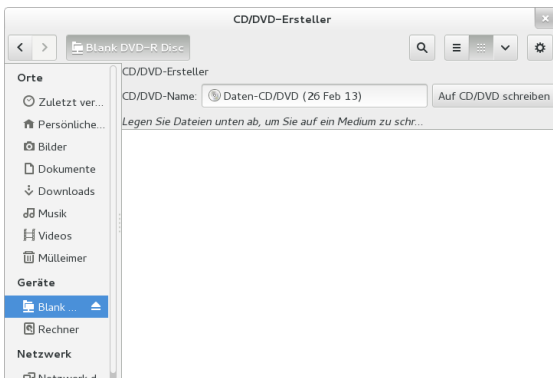 CD/DVD-Ersteller
Blank DVD-R Disc
Orte
Zuletzt ver...
Persönliche...
Bilder
Dokumente
Downloads
Musik
Videos
Mülleimer
Geräte
Blank ...
Rechner
Netzwerk
Netzwerk d...
CD/DVD-Ersteller
CD/DVD-Name: Daten-CD/DVD (26 Feb 13) Auf CD/DVD schreiben
Legen Sie Dateien unten ab, um Sie auf ein Medium zu schr...